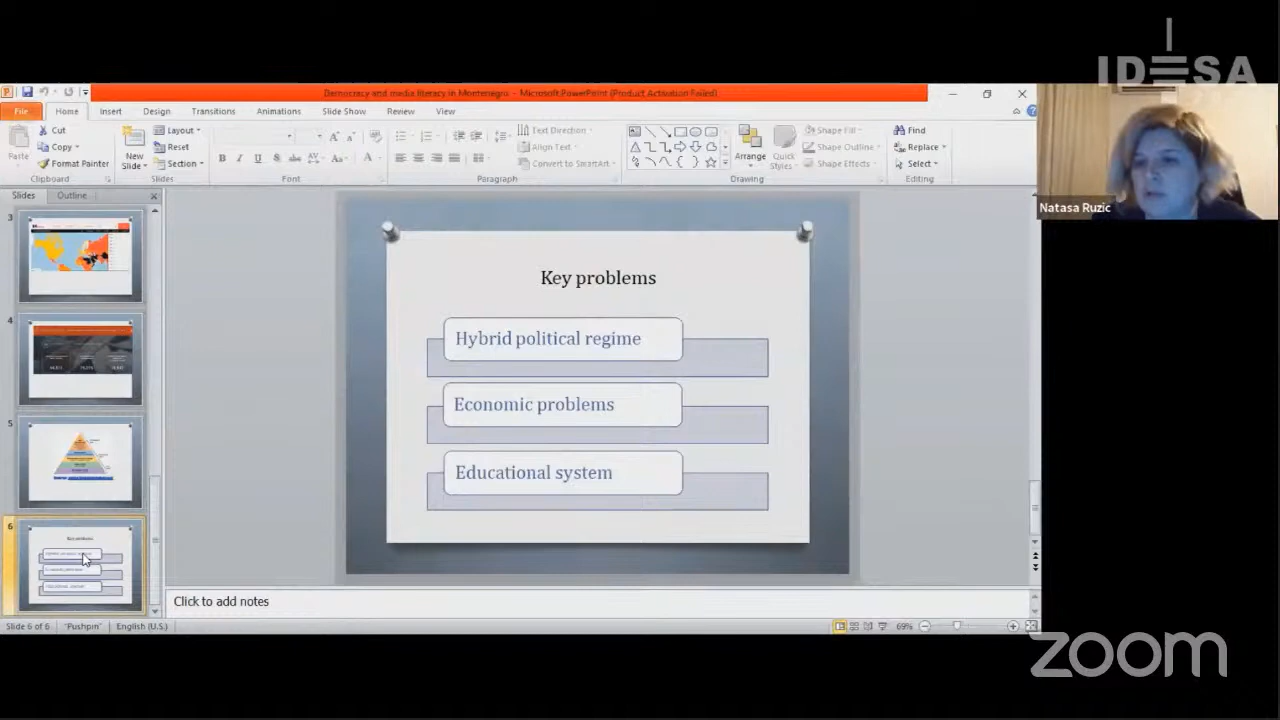 IDESA
Democracy and media literacy in Montenegro - Microsoft PowerPoint (Product Activation Failed)
File Home Insert Design Transitions Animations Slide Show Review View
Paste
Cut
Copy
Format Painter
Clipboard
New
Slide
Layout
Reset
Section
Slides
Font
Text Direction
Align Text
Convert to SmartArt
Paragraph
Arrange
Quick
Styles
Shape Fill
Shape Outline
Shape Effects
Drawing
Find
Replace
Select
Editing
Natasa Ruzic
Slides Outline
3
4
5
6
Key problems
Hybrid political regime
Economic problems
Educational system
Click to add notes
Slide 6 of 6 "Pushpin" English (U.S.) 69%
zoom